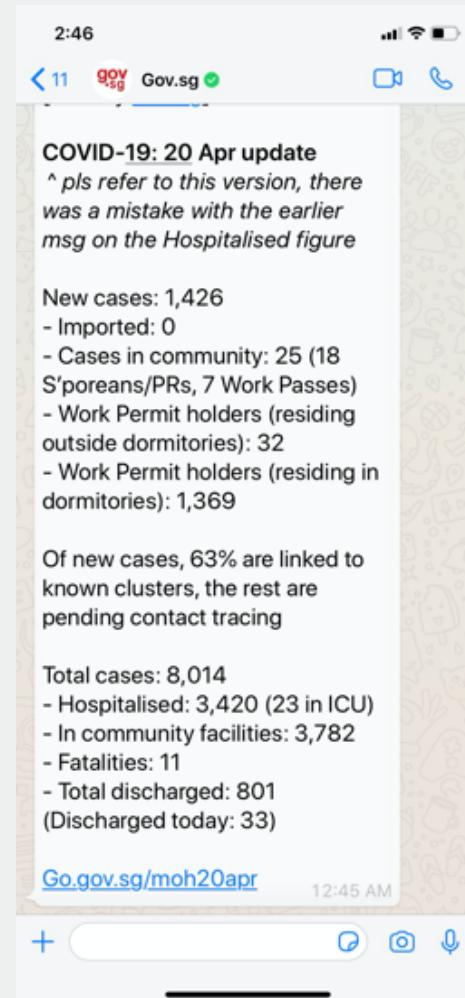 2:46
11 gov.sg Gov.sg
COVID-19: 20 Apr update
^ pls refer to this version, there
was a mistake with the earlier
msg on the Hospitalised figure
New cases: 1,426
- Imported: 0
- Cases in community: 25 (18
S'poreans/PRs, 7 Work Passes)
- Work Permit holders (residing
outside dormitories): 32
- Work Permit holders (residing in
dormitories): 1,369
Of new cases, 63% are linked to
known clusters, the rest are
pending contact tracing
Total cases: 8,014
- Hospitalised: 3,420 (23 in ICU)
- In community facilities: 3,782
- Fatalities: 11
- Total discharged: 801
(Discharged today: 33)
Go.gov.sg/moh20apr
12:45 AM